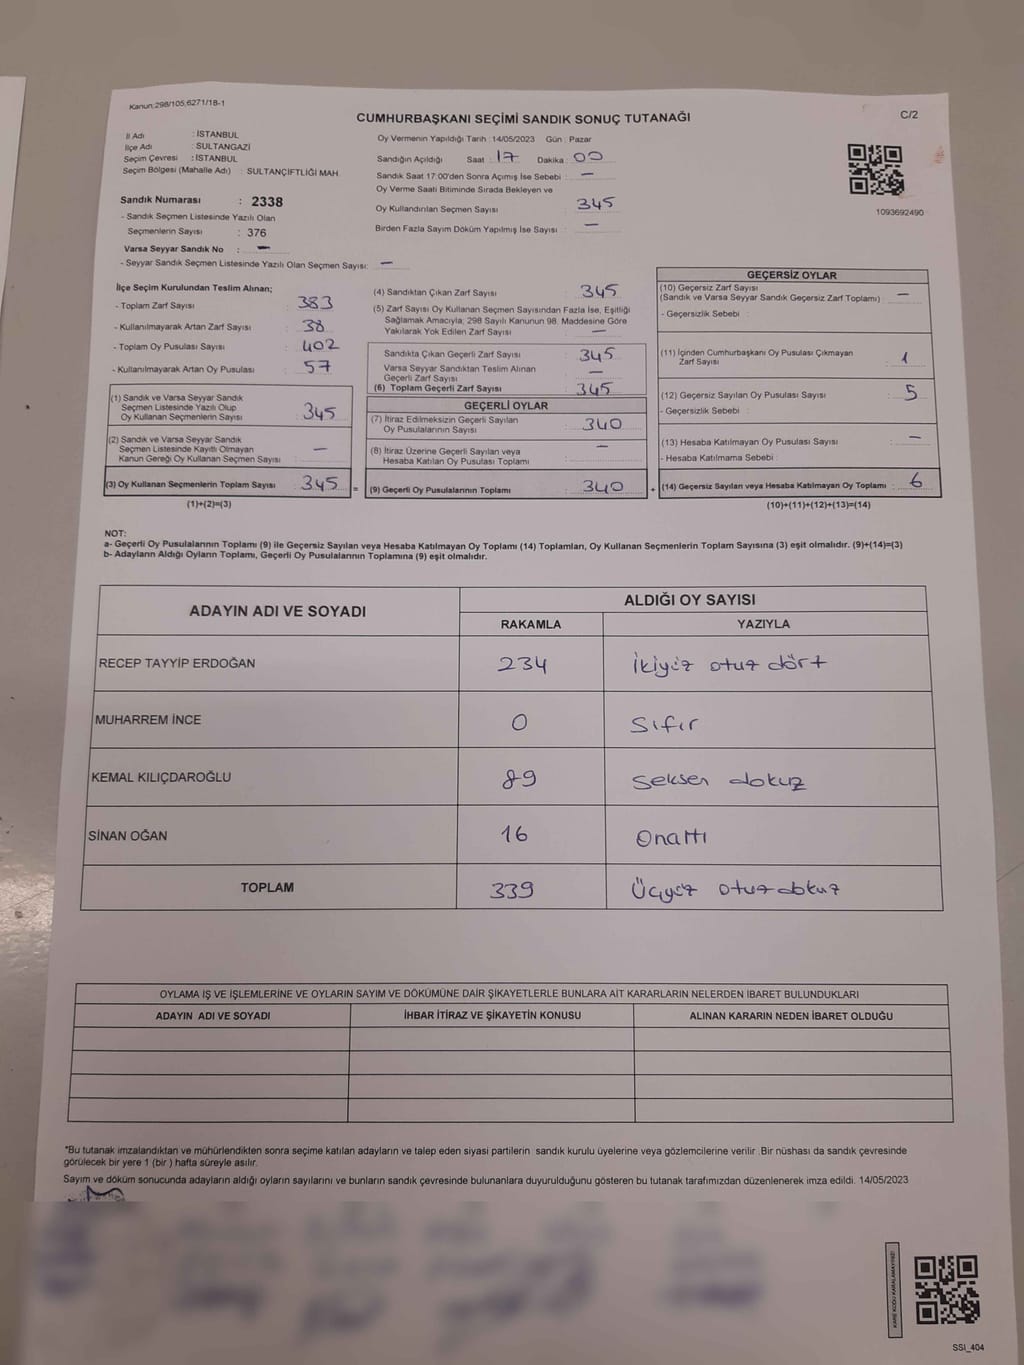 Kanun:298/105,6271/18-1
C/2
CUMHURBAŞKANI SEÇİMİ SANDIK SONUÇ TUTANAĞI
İl Adı : İSTANBUL
İlçe Adı : SULTANGAZİ
Seçim Çevresi : İSTANBUL
Seçim Bölgesi (Mahalle Adı) : SULTANÇİFTLİĞİ MAH.
Sandık Numarası : 2338
- Sandık Seçmen Listesinde Yazılı Olan
Seçmenlerin Sayısı : 376
Varsa Seyyar Sandık No : —
- Seyyar Sandık Seçmen Listesinde Yazılı Olan Seçmen Sayısı: —
Oy Vermenin Yapıldığı Tarih : 14/05/2023 Gün : Pazar
Sandığın Açıldığı Saat : 17 Dakika : 00
Sandık Saat 17:00'den Sonra Açımış İse Sebebi : —
Oy Verme Saati Bitiminde Sırada Bekleyen ve
Oy Kullandırılan Seçmen Sayısı : 345
Birden Fazla Sayım Döküm Yapılmış İse Sayısı : —
1093692490
İlçe Seçim Kurulundan Teslim Alınan;
- Toplam Zarf Sayısı : 383
- Kullanılmayarak Artan Zarf Sayısı : 38
- Toplam Oy Pusulası Sayısı : 402
- Kullanılmayarak Artan Oy Pusulası : 57
(1) Sandık ve Varsa Seyyar Sandık
Seçmen Listesinde Yazılı Olup
Oy Kullanan Seçmenlerin Sayısı : 345
(2) Sandık ve Varsa Seyyar Sandık
Seçmen Listesinde Kayıtlı Olmayan
Kanun Gereği Oy Kullanan Seçmen Sayısı : —
(3) Oy Kullanan Seçmenlerin Toplam Sayısı : 345 =
(1)+(2)=(3)
(4) Sandıktan Çıkan Zarf Sayısı : 345
(5) Zarf Sayısı Oy Kullanan Seçmen Sayısından Fazla İse, Eşitliği
Sağlamak Amacıyla; 298 Sayılı Kanunun 98. Maddesine Göre
Yakılarak Yok Edilen Zarf Sayısı : —
Sandıkta Çıkan Geçerli Zarf Sayısı : 345
Varsa Seyyar Sandıktan Teslim Alınan
Geçerli Zarf Sayısı : —
(6) Toplam Geçerli Zarf Sayısı : 345
GEÇERLİ OYLAR
(7) İtiraz Edilmeksizin Geçerli Sayılan
Oy Pusulalarının Sayısı : 340
(8) İtiraz Üzerine Geçerli Sayılan veya
Hesaba Katılan Oy Pusulası Toplamı : —
(9) Geçerli Oy Pusulalarının Toplamı : 340 +
GEÇERSİZ OYLAR
(10) Geçersiz Zarf Sayısı
(Sandık ve Varsa Seyyar Sandık Geçersiz Zarf Toplamı) : —
- Geçersizlik Sebebi :
(11) İçinden Cumhurbaşkanı Oy Pusulası Çıkmayan
Zarf Sayısı : 1
(12) Geçersiz Sayılan Oy Pusulası Sayısı : 5
- Geçersizlik Sebebi :
(13) Hesaba Katılmayan Oy Pusulası Sayısı : —
- Hesaba Katılmama Sebebi :
(14) Geçersiz Sayılan veya Hesaba Katılmayan Oy Toplamı : 6
(10)+(11)+(12)+(13)=(14)
NOT:
a- Geçerli Oy Pusulalarının Toplamı (9) ile Geçersiz Sayılan veya Hesaba Katılmayan Oy Toplamı (14) Toplamları, Oy Kullanan Seçmenlerin Toplam Sayısına (3) eşit olmalıdır. (9)+(14)=(3)
b- Adayların Aldığı Oyların Toplamı, Geçerli Oy Pusulalarının Toplamına (9) eşit olmalıdır.
ADAYIN ADI VE SOYADI
ALDIĞI OY SAYISI
RAKAMLA YAZIYLA
RECEP TAYYİP ERDOĞAN 234 İkiyüz otuz dört
MUHARREM İNCE 0 Sıfır
KEMAL KILIÇDAROĞLU 89 Seksen dokuz
SİNAN OĞAN 16 Onaltı
TOPLAM 339 Üçyüz otuz dokuz
OYLAMA İŞ VE İŞLEMLERİNE VE OYLARIN SAYIM VE DÖKÜMÜNE DAİR ŞİKAYETLERLE BUNLARA AİT KARARLARIN NELERDEN İBARET BULUNDUKLARI
ADAYIN ADI VE SOYADI İHBAR İTİRAZ VE ŞİKAYETİN KONUSU ALINAN KARARIN NEDEN İBARET OLDUĞU
*Bu tutanak imzalandıktan ve mühürlendikten sonra seçime katılan adayların ve talep eden siyasi partilerin sandık kurulu üyelerine veya gözlemcilerine verilir .Bir nüshası da sandık çevresinde
görülecek bir yere 1 (bir ) hafta süreyle asılır.
Sayım ve döküm sonucunda adayların aldığı oyların sayılarını ve bunların sandık çevresinde bulunanlara duyurulduğunu gösteren bu tutanak tarafımızdan düzenlenerek imza edildi. 14/05/2023
KARE KODU KARALAMAYINIZ!
SSI_404